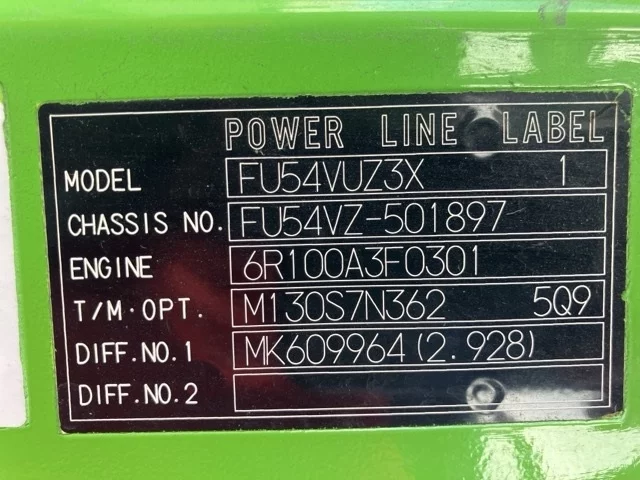 POWER LINE LABEL
MODEL FU54VUZ3X 1
CHASSIS NO. FU54VZ-501897
ENGINE 6R100A3F0301
T/M·OPT. M130S7N362 5Q9
DIFF.NO.1 MK609964(2.928)
DIFF.NO.2